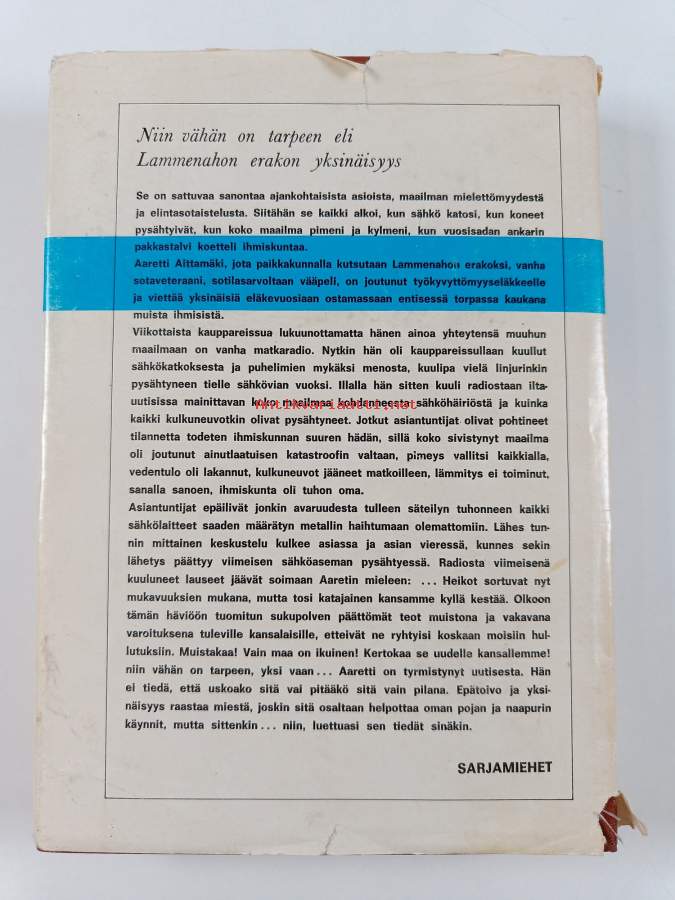 Niin vähän on tarpeen eli
Lammenahon erakon yksinäisyys
Se on sattuvaa sanontaa ajankohtaisista asioista, maailman mielettömyydestä
ja elintasotaistelusta. Siitähän se kaikki alkoi, kun sähkö katosi, kun koneet
pysähtyivät, kun koko maailma pimeni ja kylmeni, kun vuosisadan ankarin
pakkastalvi koetteli ihmiskuntaa.
Aaretti Aittamäki, jota paikkakunnalla kutsutaan Lammenahon erakoksi, vanha
sotaveteraani, sotilasarvoltaan vääpeli, on joutunut työkyvyttömyyseläkkeelle
ja viettää yksinäisiä eläkevuosiaan ostamassaan entisessä torpassa kaukana
muista ihmisistä.
Viikottaista kauppareissua lukuunottamatta hänen ainoa yhteytensä muuhun
maailmaan on vanha matkaradio. Nytkin hän oli kauppareissullaan kuullut
sähkökatkoksesta ja puhelimien mykäksi menosta, kuulipa vielä linjurinkin
pysähtyneen tielle sähkövian vuoksi. Illalla hän sitten kuuli radiostaan ilta-
uutisissa mainittavan koko maailmaa kohdanneesta sähköhäiriöstä ja kuinka
Antikvariaatti.net
kaikki kulkuneuvotkin olivat pysähtyneet. Jotkut asiantuntijat olivat pohtineet
tilannetta todeten ihmiskunnan suuren hädän, sillä koko sivistynyt maailma
oli joutunut ainutlaatuisen katastroofin valtaan, pimeys vallitsi kaikkialla,
vedentulo oli lakannut, kulkuneuvot jääneet matkoilleen, lämmitys ei toiminut,
sanalla sanoen, ihmiskunta oli tuhon oma.
Asiantuntijat epäilivät jonkin avaruudesta tulleen säteilyn tuhonneen kaikki
sähkölaitteet saaden määrätyn metallin haihtumaan olemattomiin. Lähes tun-
nin mittainen keskustelu kulkee asiassa ja asian vieressä, kunnes sekin
lähetys päättyy viimeisen sähköaseman pysähtyessä. Radiosta viimeisenä
kuuluneet lauseet jäävät soimaan Aaretin mieleen: ... Heikot sortuvat nyt
mukavuuksien mukana, mutta tosi katajainen kansamme kyllä kestää. Olkoon
tämän häviöön tuomitun sukupolven päättömät teot muistona ja vakavana
varoituksena tuleville kansalaisille, etteivät ne ryhtyisi koskaan moisiin hul-
lutuksiin. Muistakaa! Vain maa on ikuinen! Kertokaa se uudelle kansallemme!
niin vähän on tarpeen, yksi vaan... Aaretti on tyrmistynyt uutisesta. Hän
ei tiedä, että uskoako sitä vai pitääkö sitä vain pilana. Epätoivo ja yksi-
näisyys raastaa miestä, joskin sitä osaltaan helpottaa oman pojan ja naapurin
käynnit, mutta sittenkin... niin, luettuasi sen tiedät sinäkin.
SARJAMIEHET